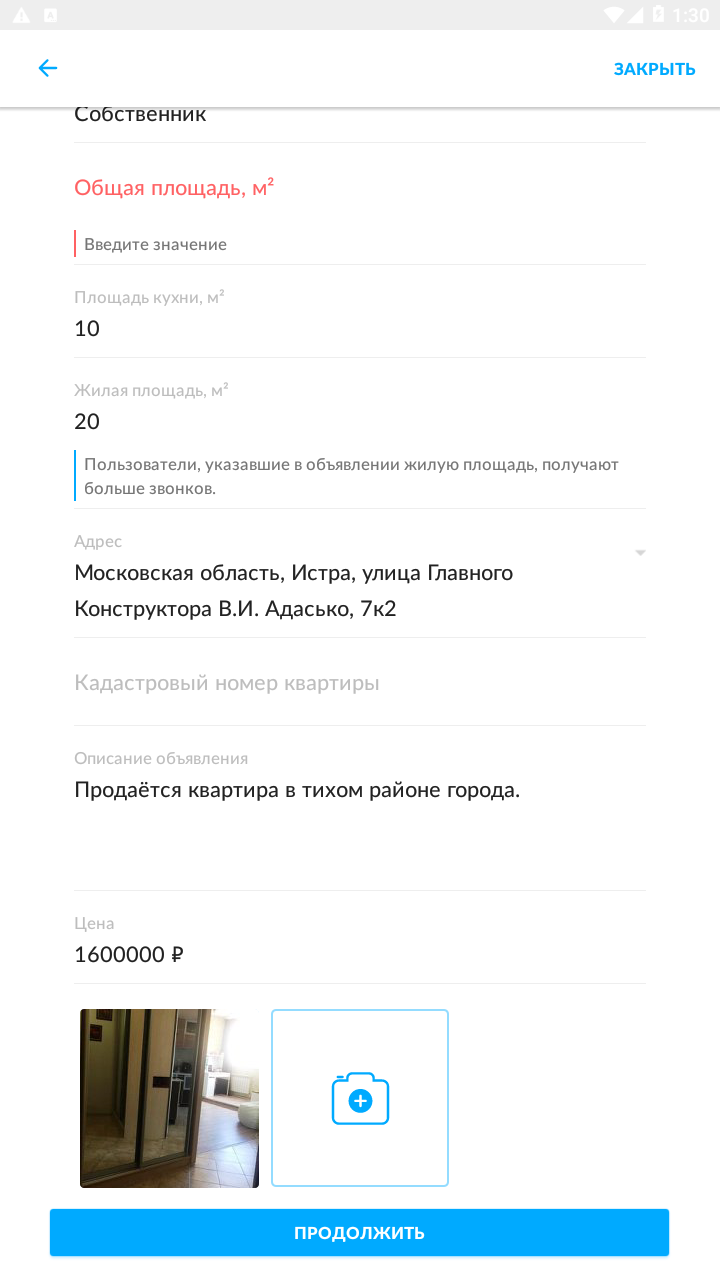 1:30
ЗАКРЫТЬ
Собственник
Общая площадь, м²
Введите значение
Площадь кухни, м²
10
Жилая площадь, м²
20
Пользователи, указавшие в объявлении жилую площадь, получают
больше звонков.
Адрес
Московская область, Истра, улица Главного
Конструктора В.И. Адасько, 7к2
Кадастровый номер квартиры
Описание объявления
Продаётся квартира в тихом районе города.
Цена
1600000 ₽
ПРОДОЛЖИТЬ